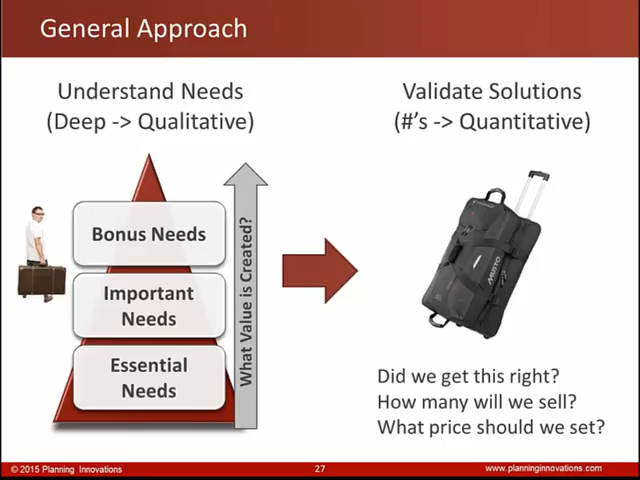 General Approach
Understand Needs
(Deep -> Qualitative)
Validate Solutions
(#'s -> Quantitative)
Bonus Needs
Important
Needs
Essential
Needs
What Value is Created?
MUSTO
Did we get this right?
How many will we sell?
What price should we set?
© 2015 Planning Innovations
27
www.planninginnovations.com